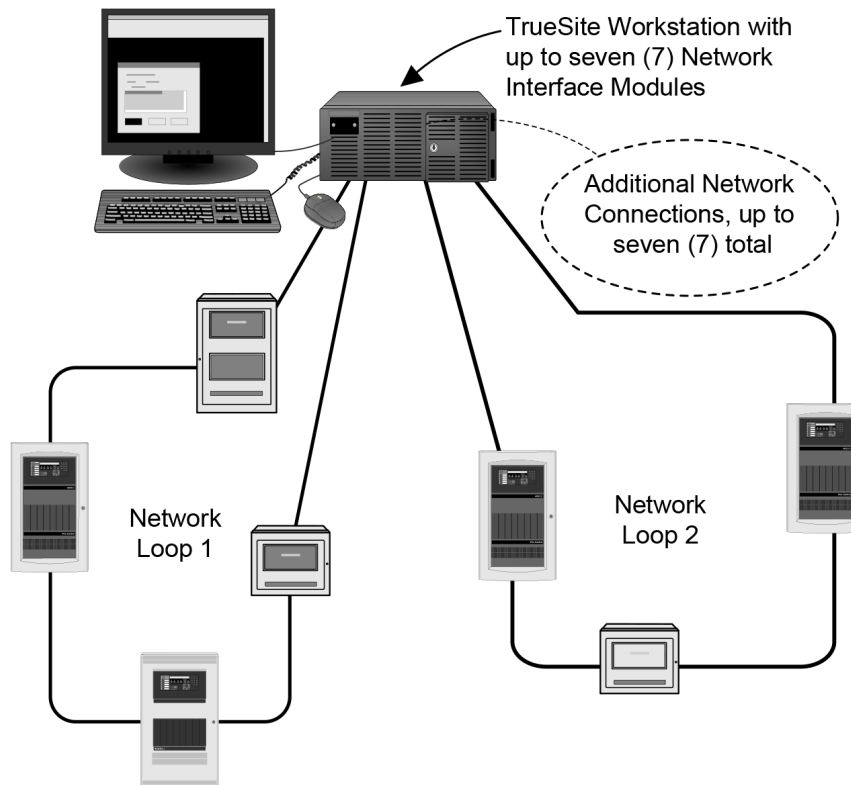 TrueSite Workstation with
up to seven (7) Network
Interface Modules
Additional Network
Connections, up to
seven (7) total
Network
Loop 1
Network
Loop 2